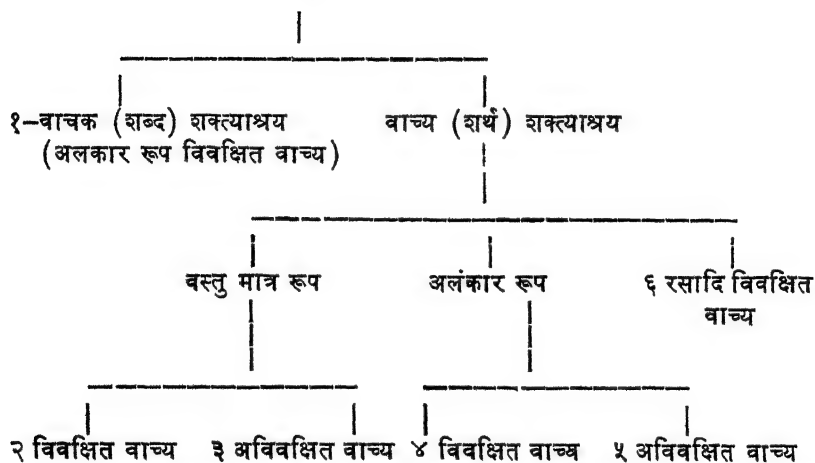 १–वाचक (शब्द) शक्त्याश्रय वाच्य (शर्थ) शक्त्याश्रय
(अलकार रूप विवक्षित वाच्य)
वस्तु मात्र रूप अलंकार रूप ६ रसादि विवक्षित
वाच्य
२ विवक्षित वाच्य ३ अविवक्षित वाच्य ४ विवक्षित वाच्य ५ अविवक्षित वाच्य